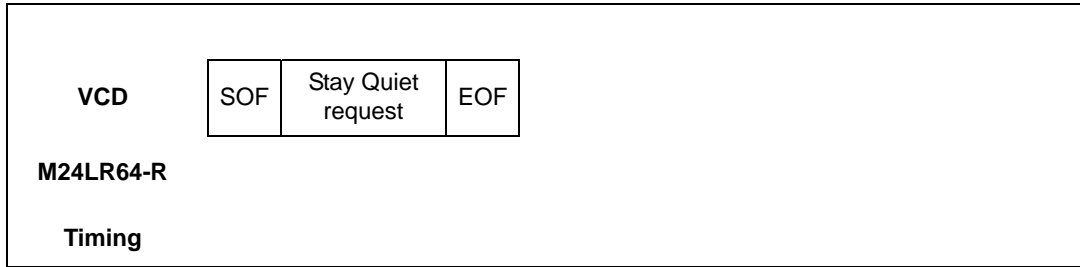 VCD
SOF
Stay Quiet
request
EOF
M24LR64-R
Timing